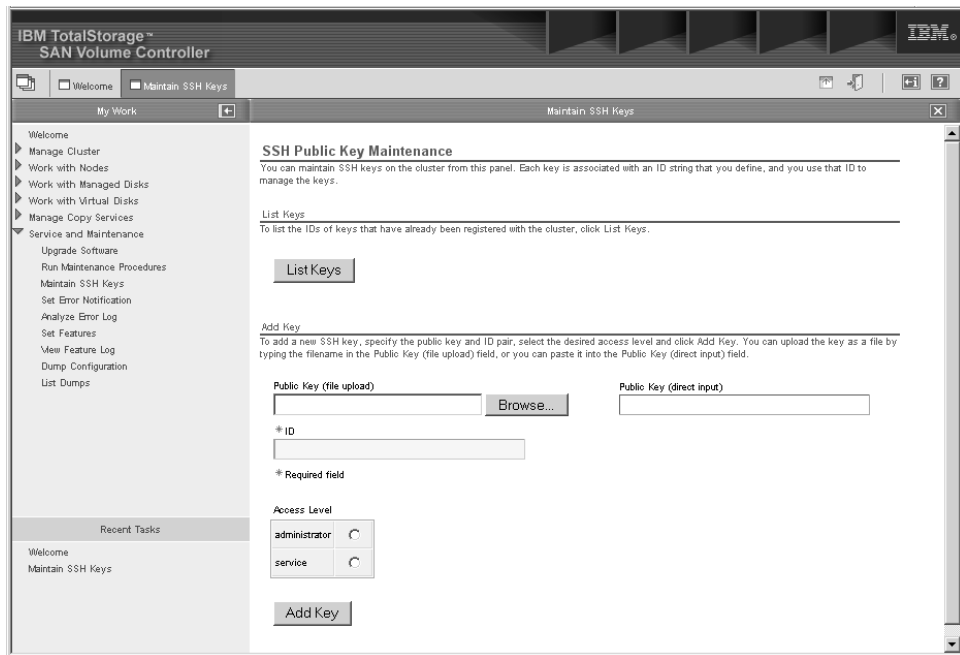 IBM TotalStorage™
SAN Volume Controller
IBM®
Welcome
Maintain SSH Keys
My Work
Maintain SSH Keys
Welcome
Manage Cluster
Work with Nodes
Work with Managed Disks
Work with Virtual Disks
Manage Copy Services
Service and Maintenance
Upgrade Software
Run Maintenance Procedures
Maintain SSH Keys
Set Error Notification
Analyze Error Log
Set Features
View Feature Log
Dump Configuration
List Dumps
Recent Tasks
Welcome
Maintain SSH Keys
SSH Public Key Maintenance
You can maintain SSH keys on the cluster from this panel. Each key is associated with an ID string that you define, and you use that ID to
manage the keys.
List Keys
To list the IDs of keys that have already been registered with the cluster, click List Keys.
List Keys
Add Key
To add a new SSH key, specify the public key and ID pair, select the desired access level and click Add Key. You can upload the key as a file by
typing the filename in the Public Key (file upload) field, or you can paste it into the Public Key (direct input) field.
Public Key (file upload)
Public Key (direct input)
Browse...
*ID
*Required field
Access Level
administrator
service
Add Key